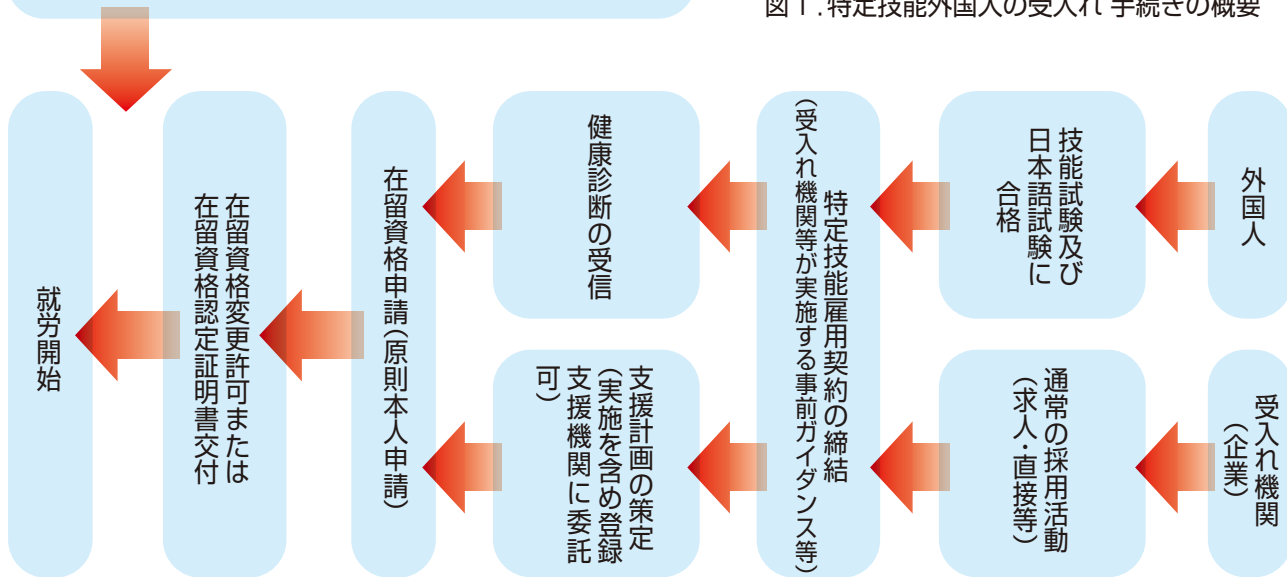 図1.特定技能外国人の受入れ 手続きの概要
外国人
受入れ機関
(企業)
技能試験及び
日本語試験に
合格
通常の採用活動
(求人・直接等)
特定技能雇用契約の締結
(受入れ機関等が実施する事前ガイダンス等)
健康診断の受信
支援計画の策定
(実施を含め登録
支援機関に委託
可)
在留資格申請(原則本人申請)
在留資格変更許可または
在留資格認定証明書交付
就労開始